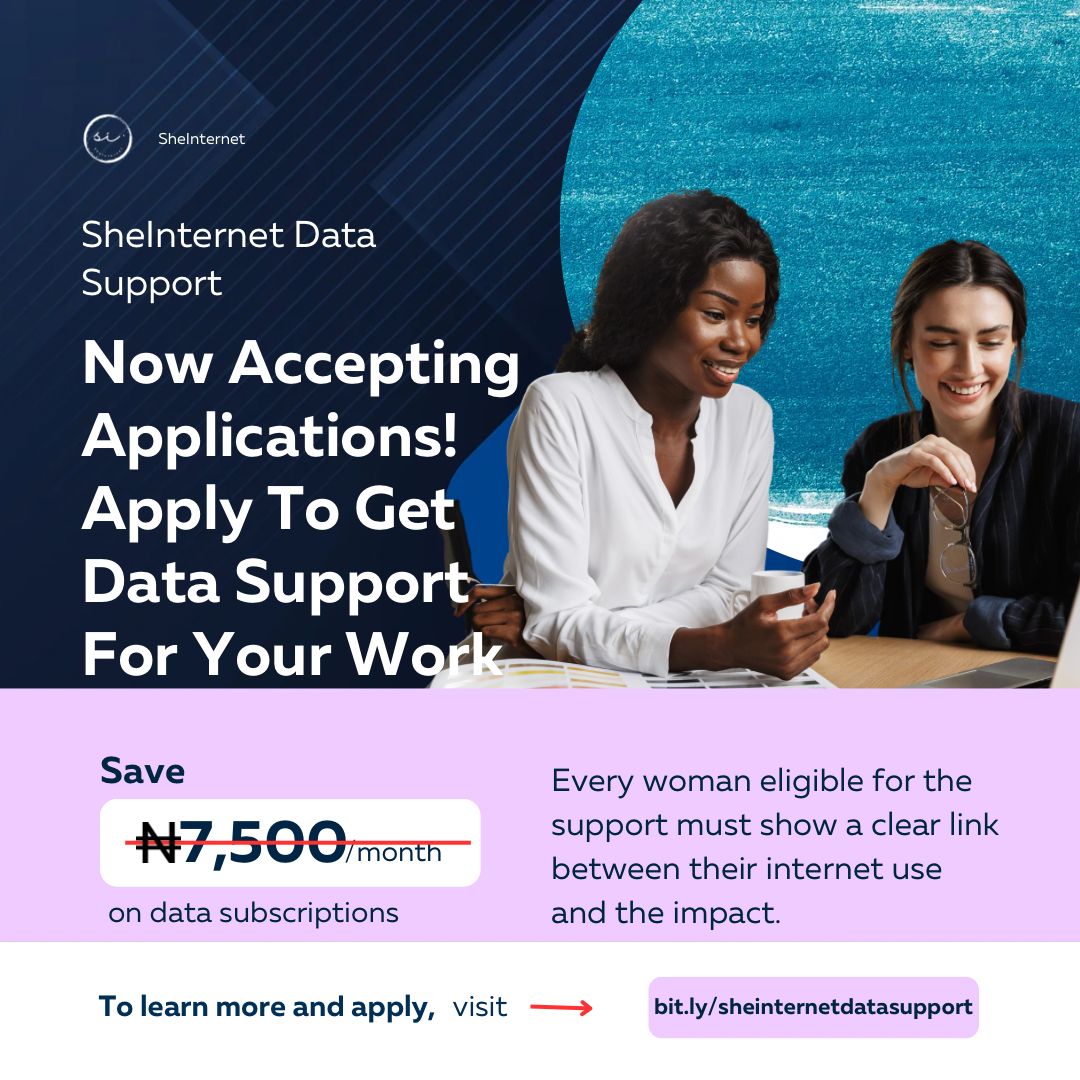 SheInternet
SheInternet Data
Support
Now Accepting
Applications!
Apply To Get
Data Support
For Your Work
Save
₦7,500/month
on data subscriptions
Every woman eligible for the
support must show a clear link
between their internet use
and the impact.
To learn more and apply, visit
bit.ly/sheinternetdatasupport